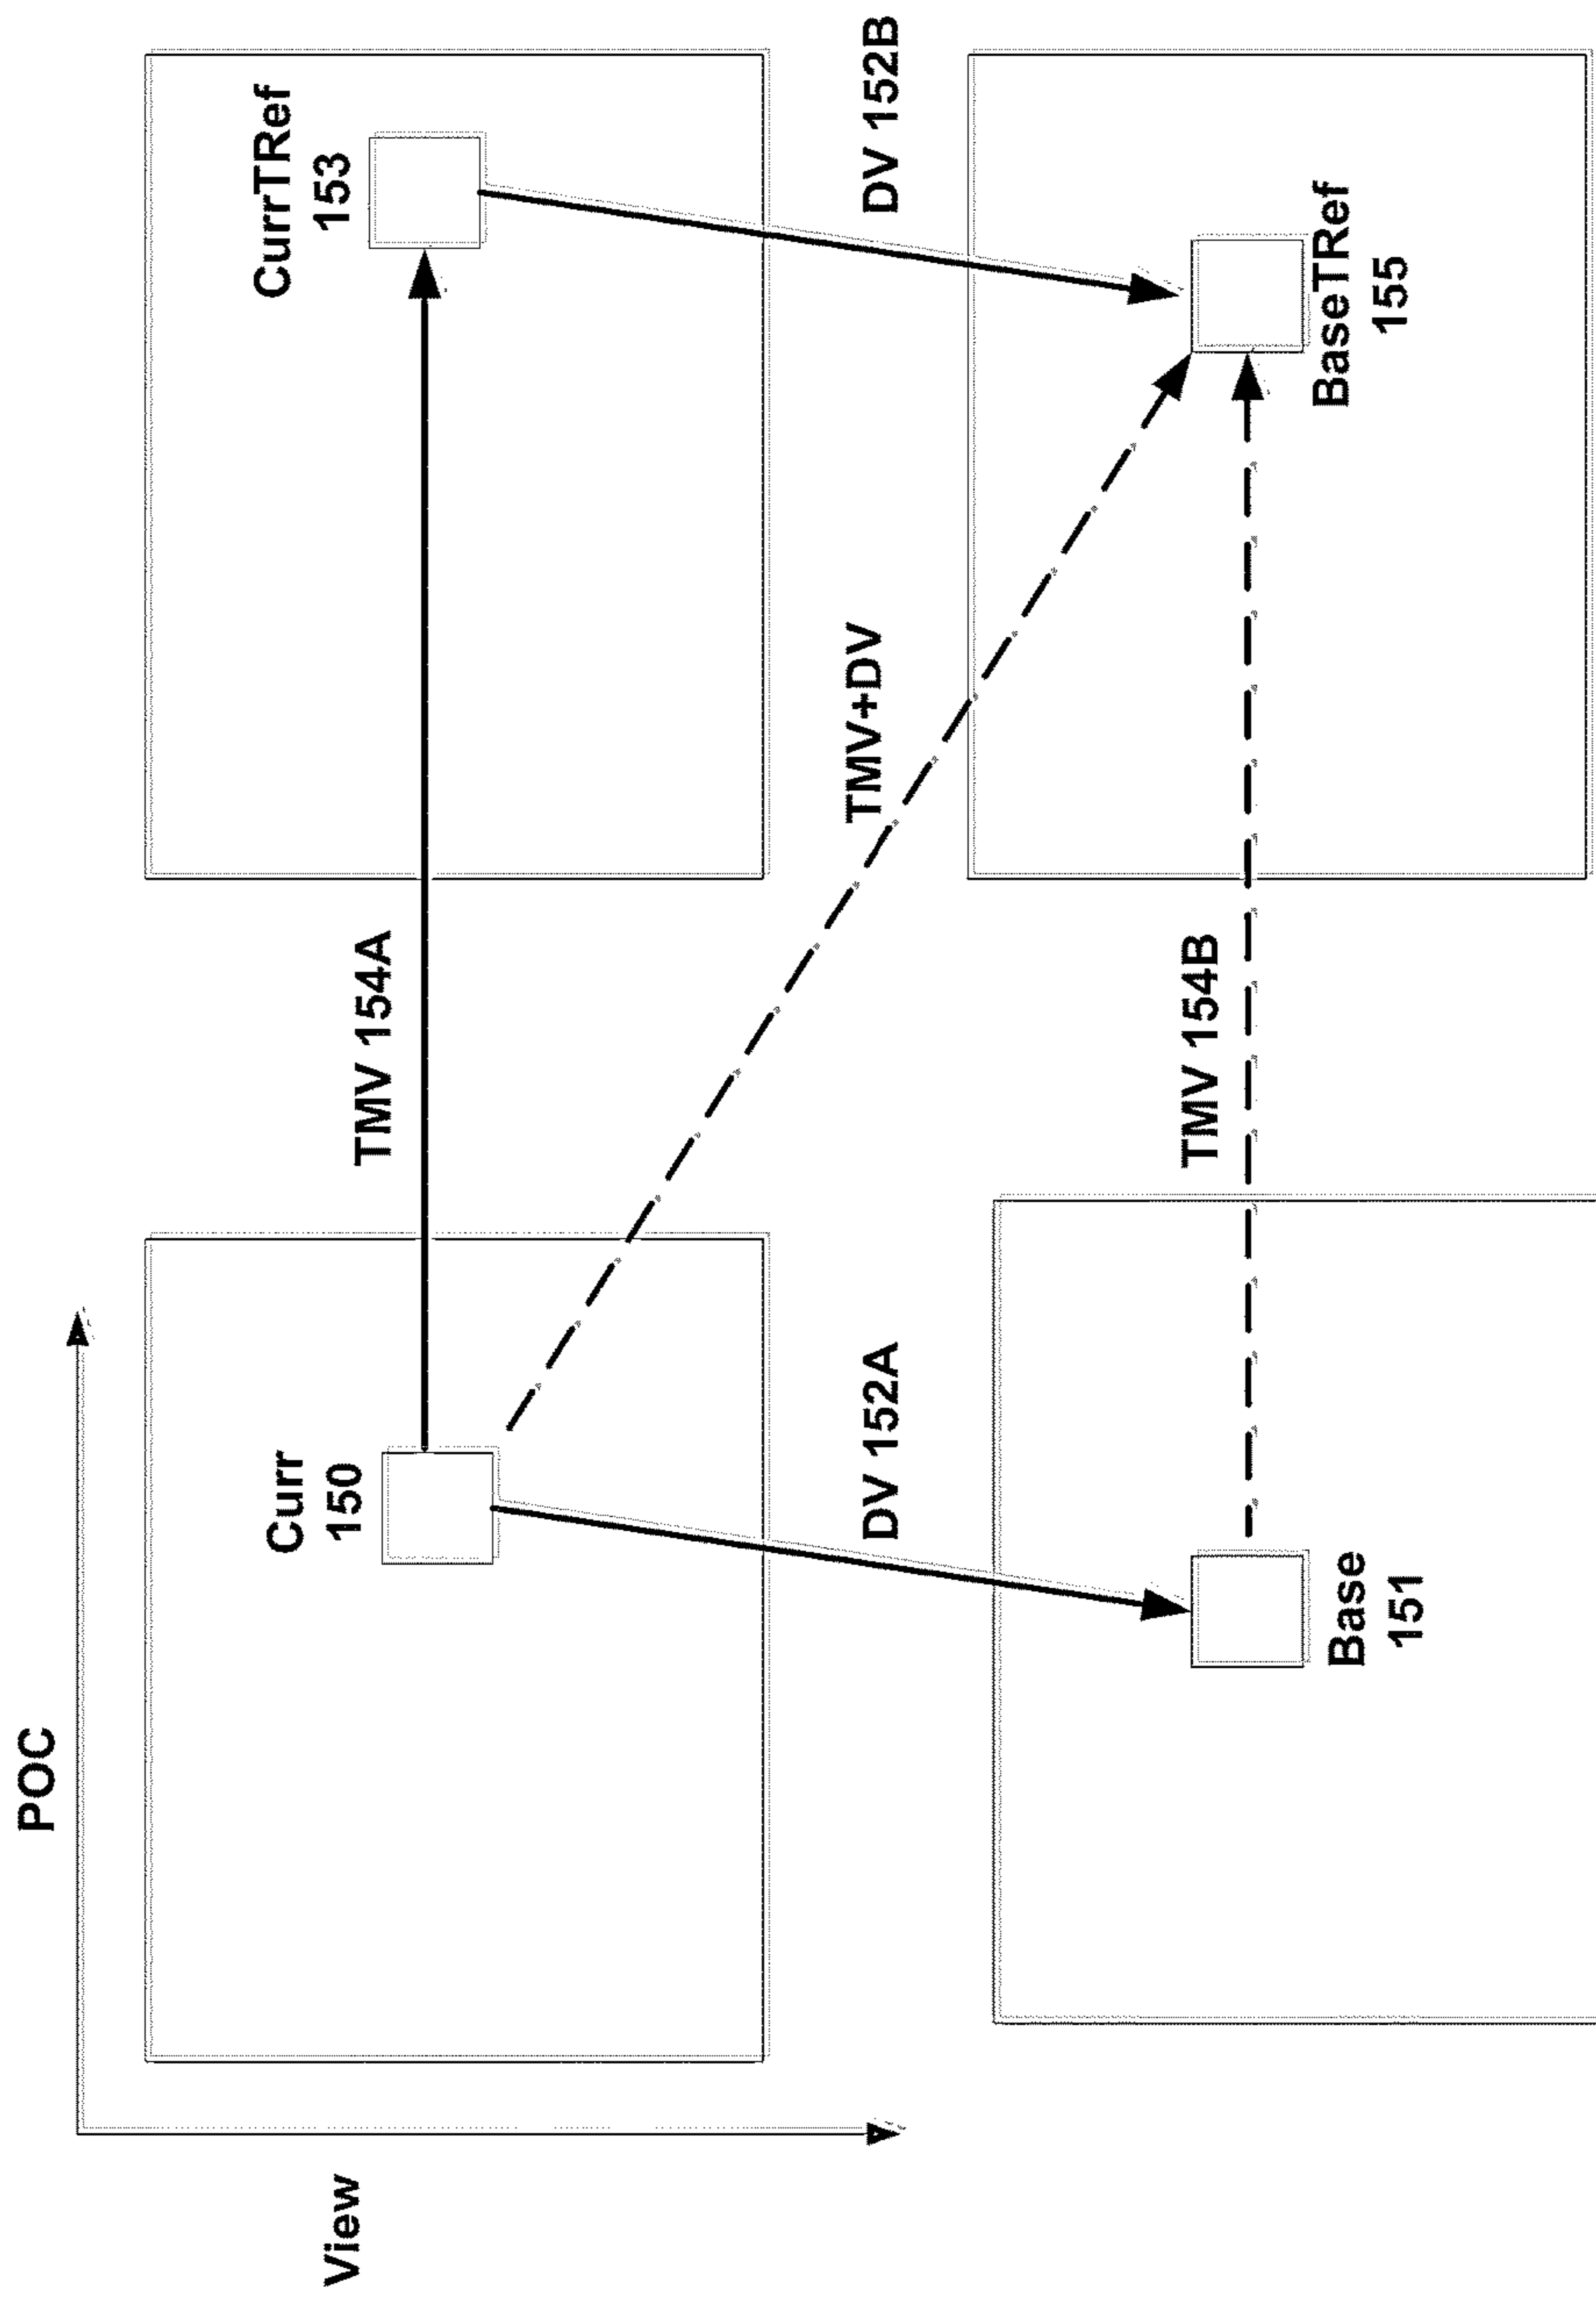 POC
View
Curr
150
TMV 154A
CurrTRef
153
DV 152A
TMV+DV
DV 152B
Base
151
TMV 154B
BaseTRef
155